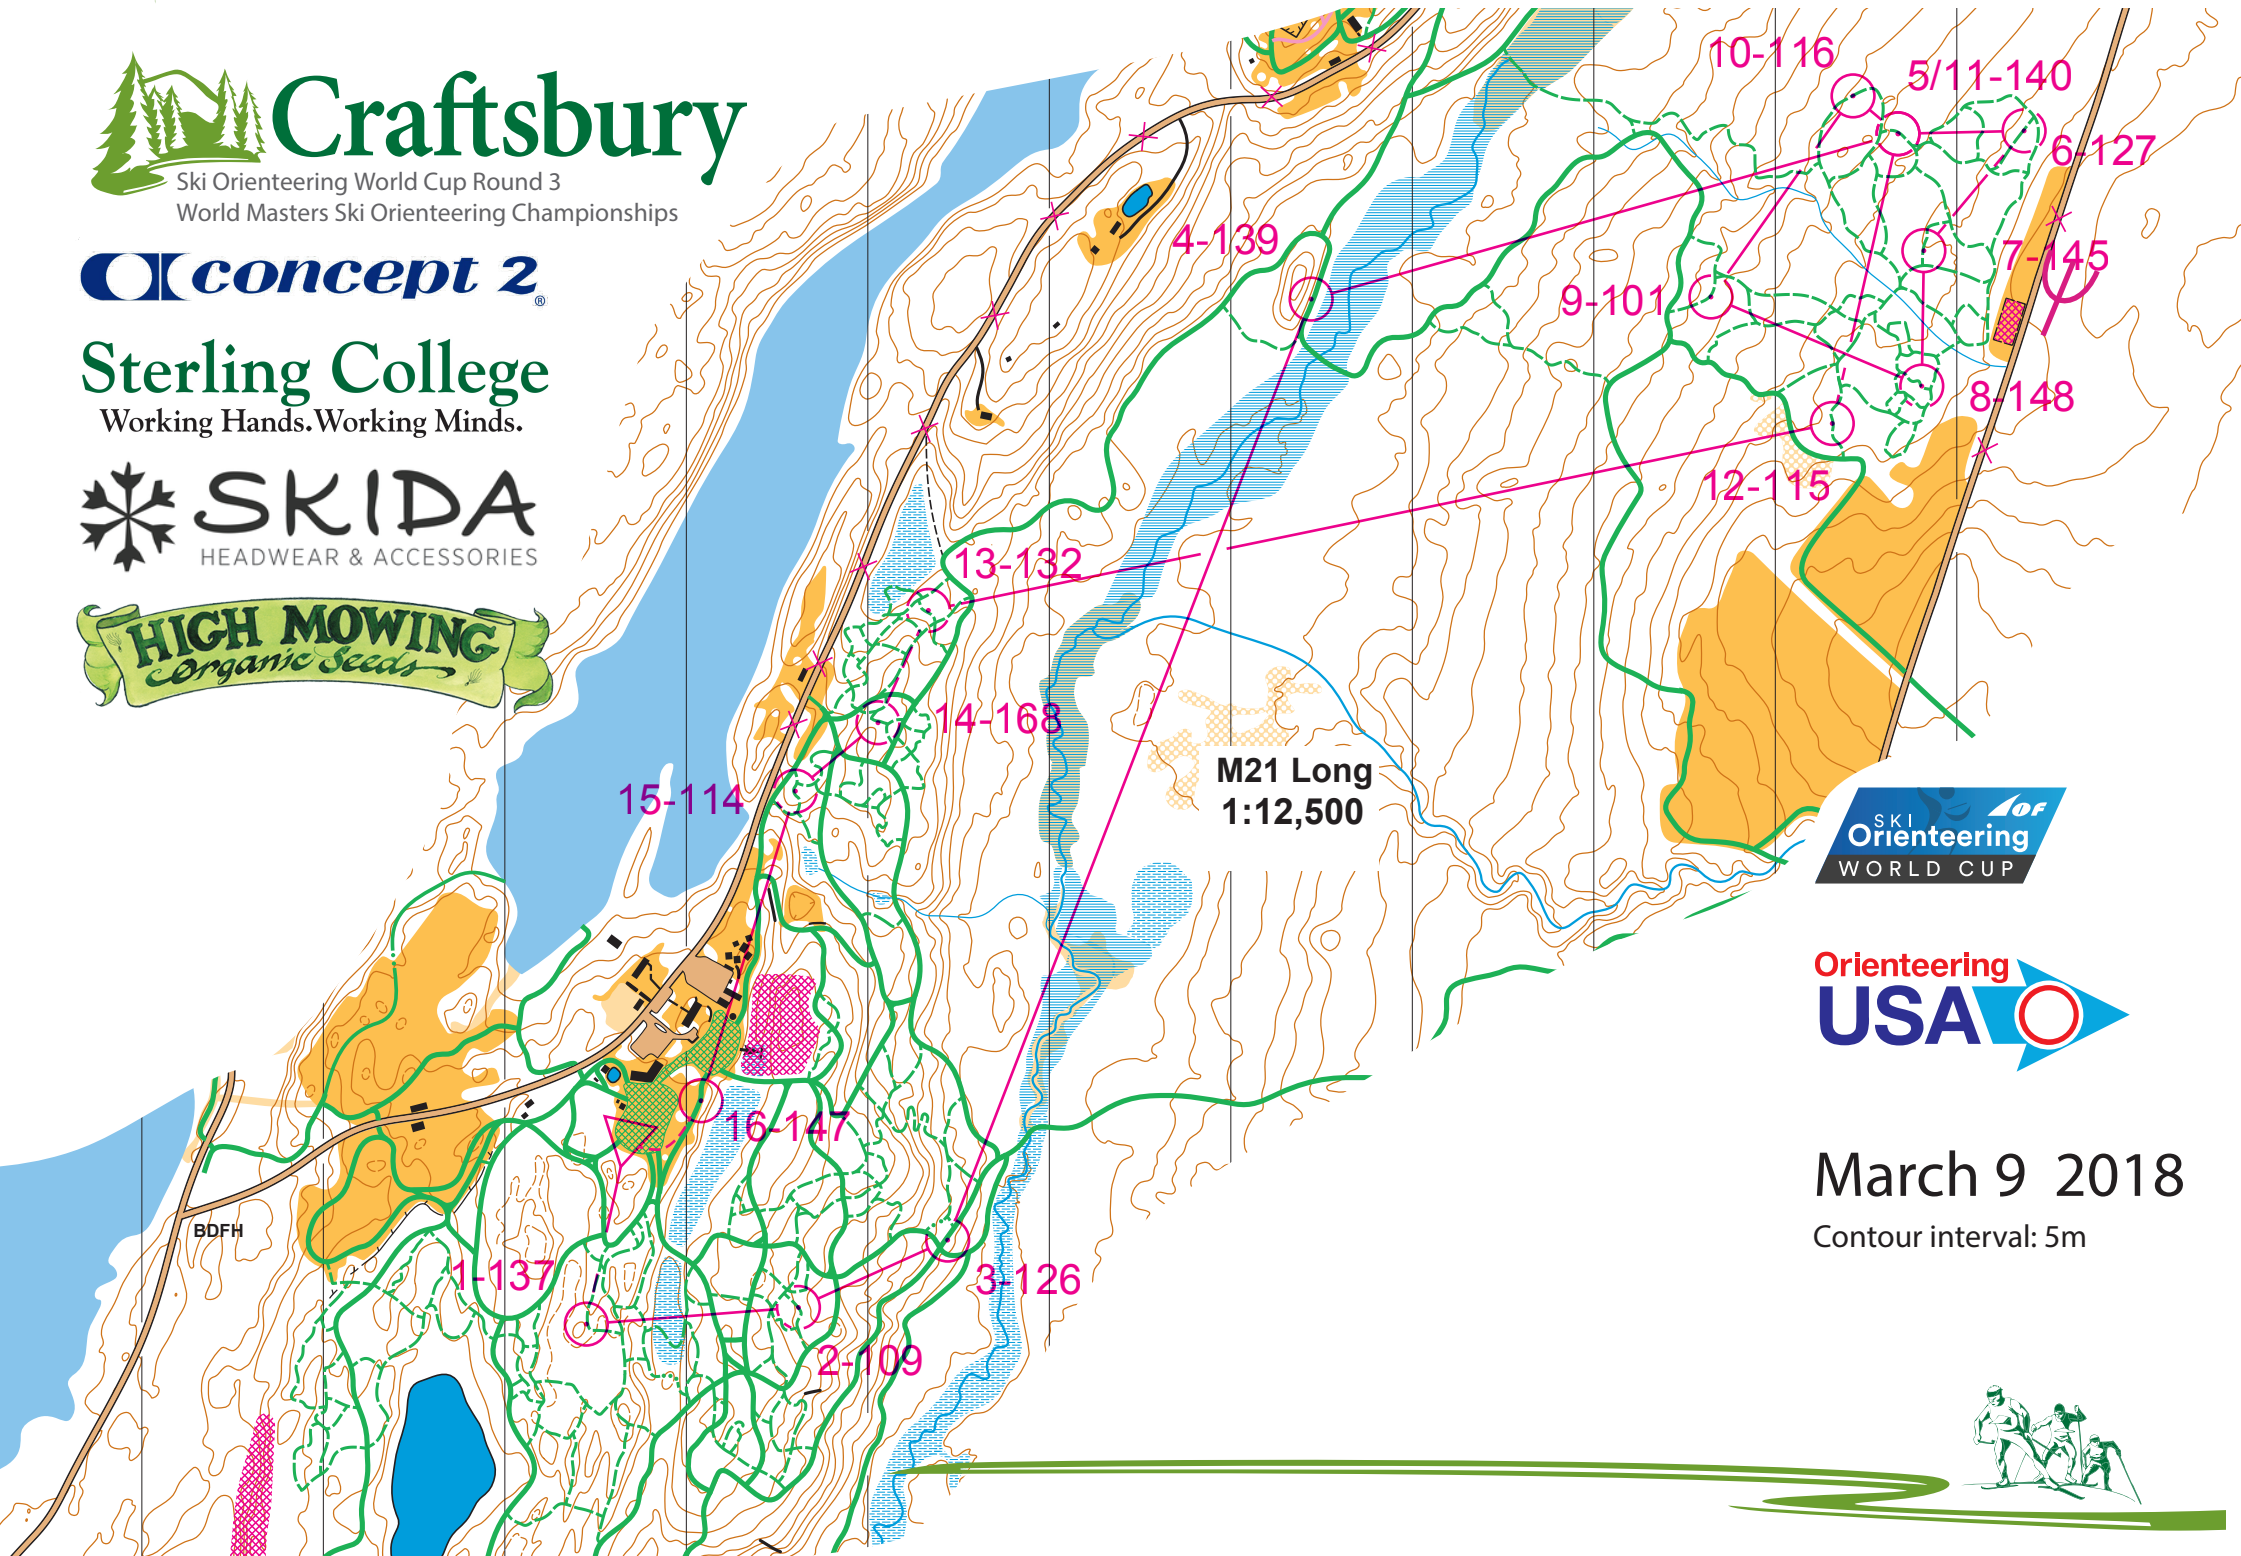 Craftsbury
Ski Orienteering World Cup Round 3
World Masters Ski Orienteering Championships
concept 2®
Sterling College
Working Hands.Working Minds.
SKIDA
HEADWEAR & ACCESSORIES
HIGH MOWING
Organic Seeds
10-116
5/11-140
6-127
4-139
7-145
9-101
8-148
12-115
13-132
14-168
15-114
M21 Long
1:12,500
16-147
BDFH
1-137
3-126
2-109
IOF
SKI
Orienteering
WORLD CUP
Orienteering
USA
March 9 2018
Contour interval: 5m